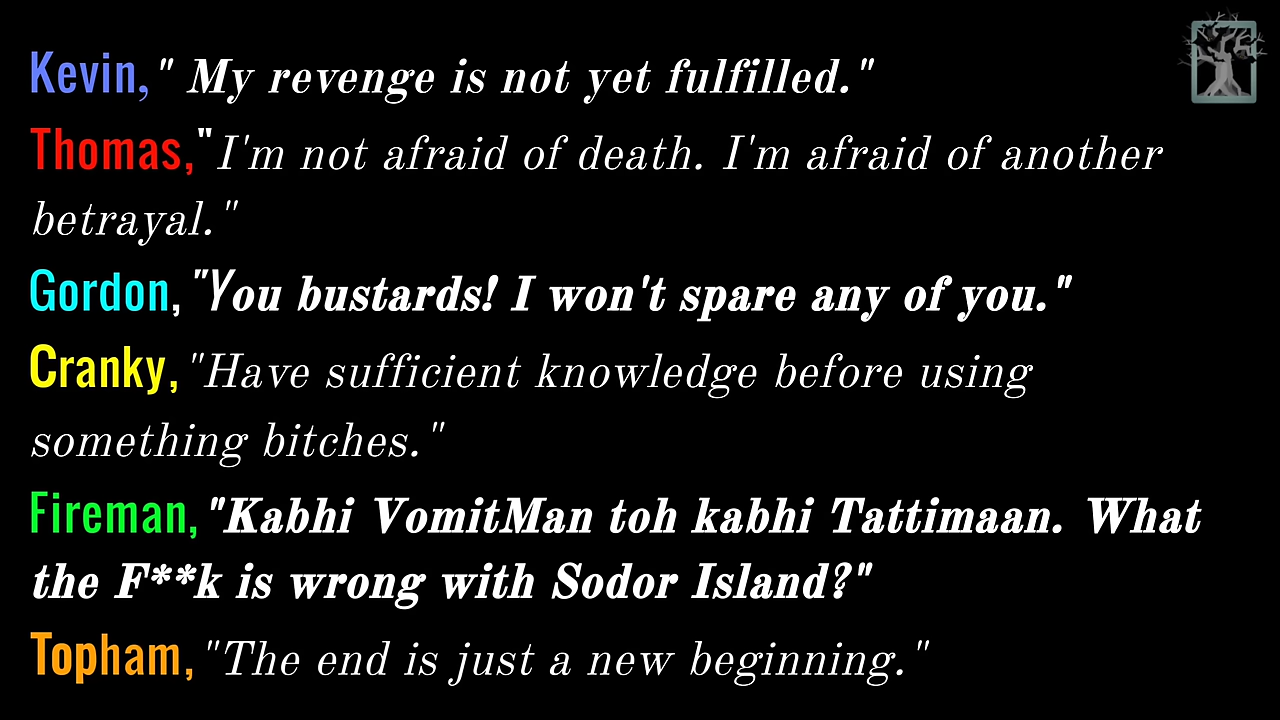 Kevin," My revenge is not yet fulfilled."
Thomas,"I'm not afraid of death. I'm afraid of another
betrayal."
Gordon, "You bustards! I won't spare any of you."
Cranky, "Have sufficient knowledge before using
something bitches."
Fireman, "Kabhi VomitMan toh kabhi Tattimaan. What
the F**k is wrong with Sodor Island?"
Topham, "The end is just a new beginning."